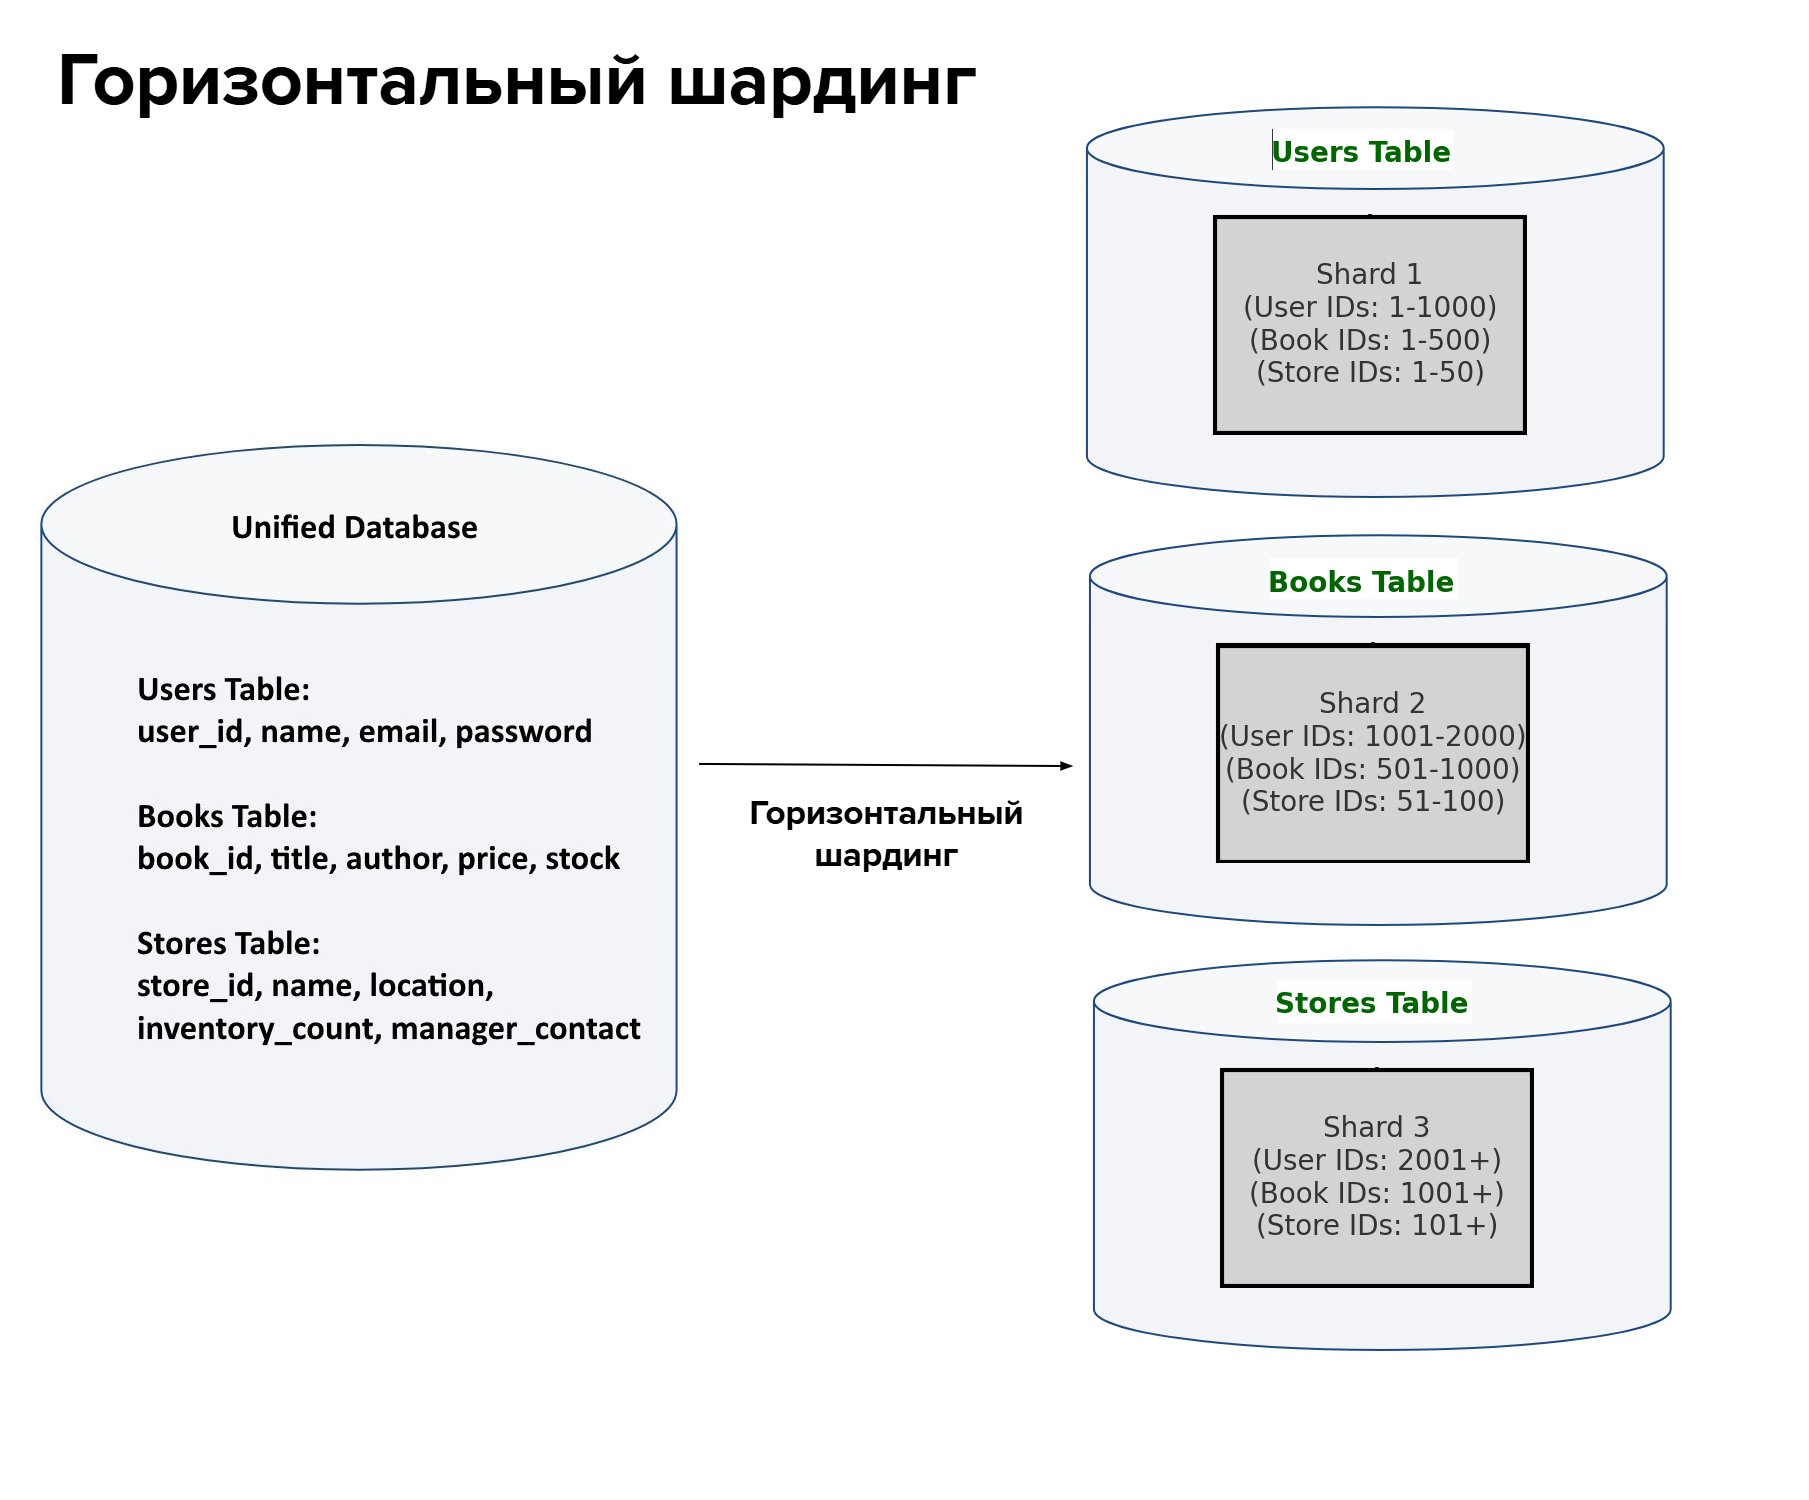 Горизонтальный шардинг
Unified Database
Users Table:
user_id, name, email, password
Books Table:
book_id, title, author, price, stock
Stores Table:
store_id, name, location,
inventory_count, manager_contact
Горизонтальный
шардинг
Users Table
Shard 1
(User IDs: 1-1000)
(Book IDs: 1-500)
(Store IDs: 1-50)
Books Table
Shard 2
(User IDs: 1001-2000)
(Book IDs: 501-1000)
(Store IDs: 51-100)
Stores Table
Shard 3
(User IDs: 2001+)
(Book IDs: 1001+)
(Store IDs: 101+)